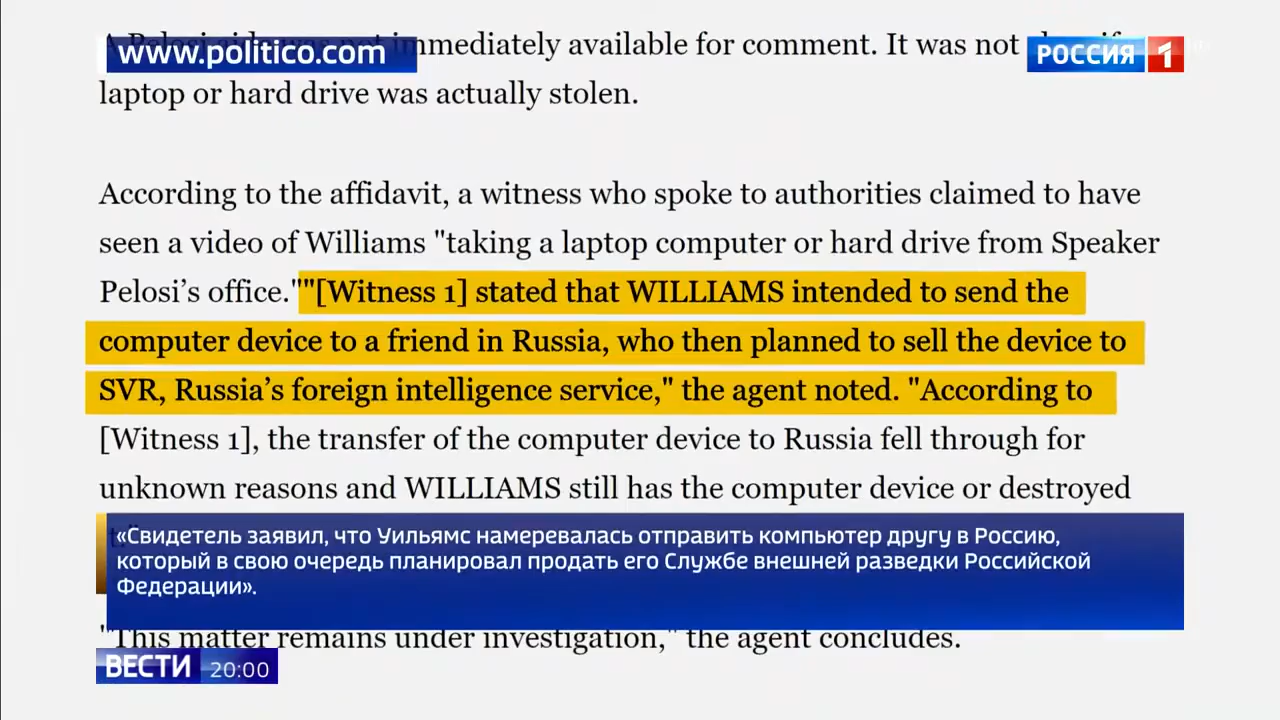 www.politico.com
РОССИЯ 1
immediately available for comment. It was not
laptop or hard drive was actually stolen.
According to the affidavit, a witness who spoke to authorities claimed to have
seen a video of Williams "taking a laptop computer or hard drive from Speaker
Pelosi’s office.""[Witness 1] stated that WILLIAMS intended to send the
computer device to a friend in Russia, who then planned to sell the device to
SVR, Russia’s foreign intelligence service," the agent noted. "According to
[Witness 1], the transfer of the computer device to Russia fell through for
unknown reasons and WILLIAMS still has the computer device or destroyed
«Свидетель заявил, что Уильямс намеревалась отправить компьютер другу в Россию,
который в свою очередь планировал продать его Службе внешней разведки Российской
Федерации».
"This matter remains under investigation," the agent concludes.
ВЕСТИ 20:00